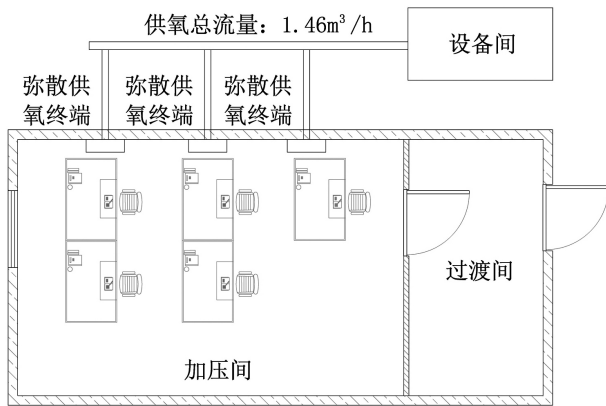 供氧总流量：1.46m³/h
设备间
弥散供
氧终端
弥散供
氧终端
弥散供
氧终端
过渡间
加压间